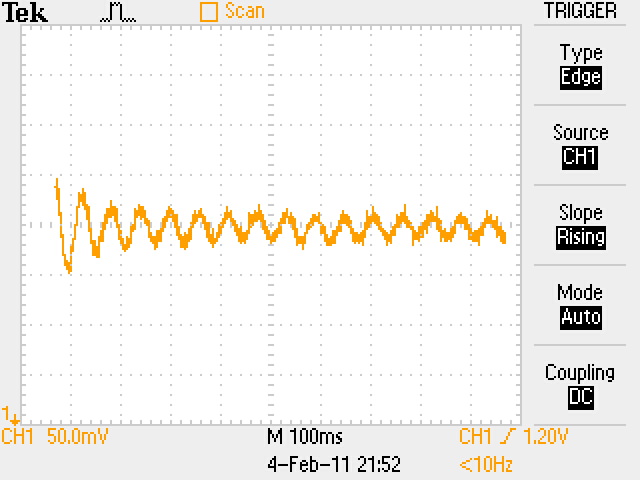 Tek
Scan
TRIGGER
Type
Edge
Source
CH1
Slope
Rising
Mode
Auto
Coupling
DC
1
CH1 50.0mV
M 100ms
CH1 1.20V
4-Feb-11 21:52
<10Hz